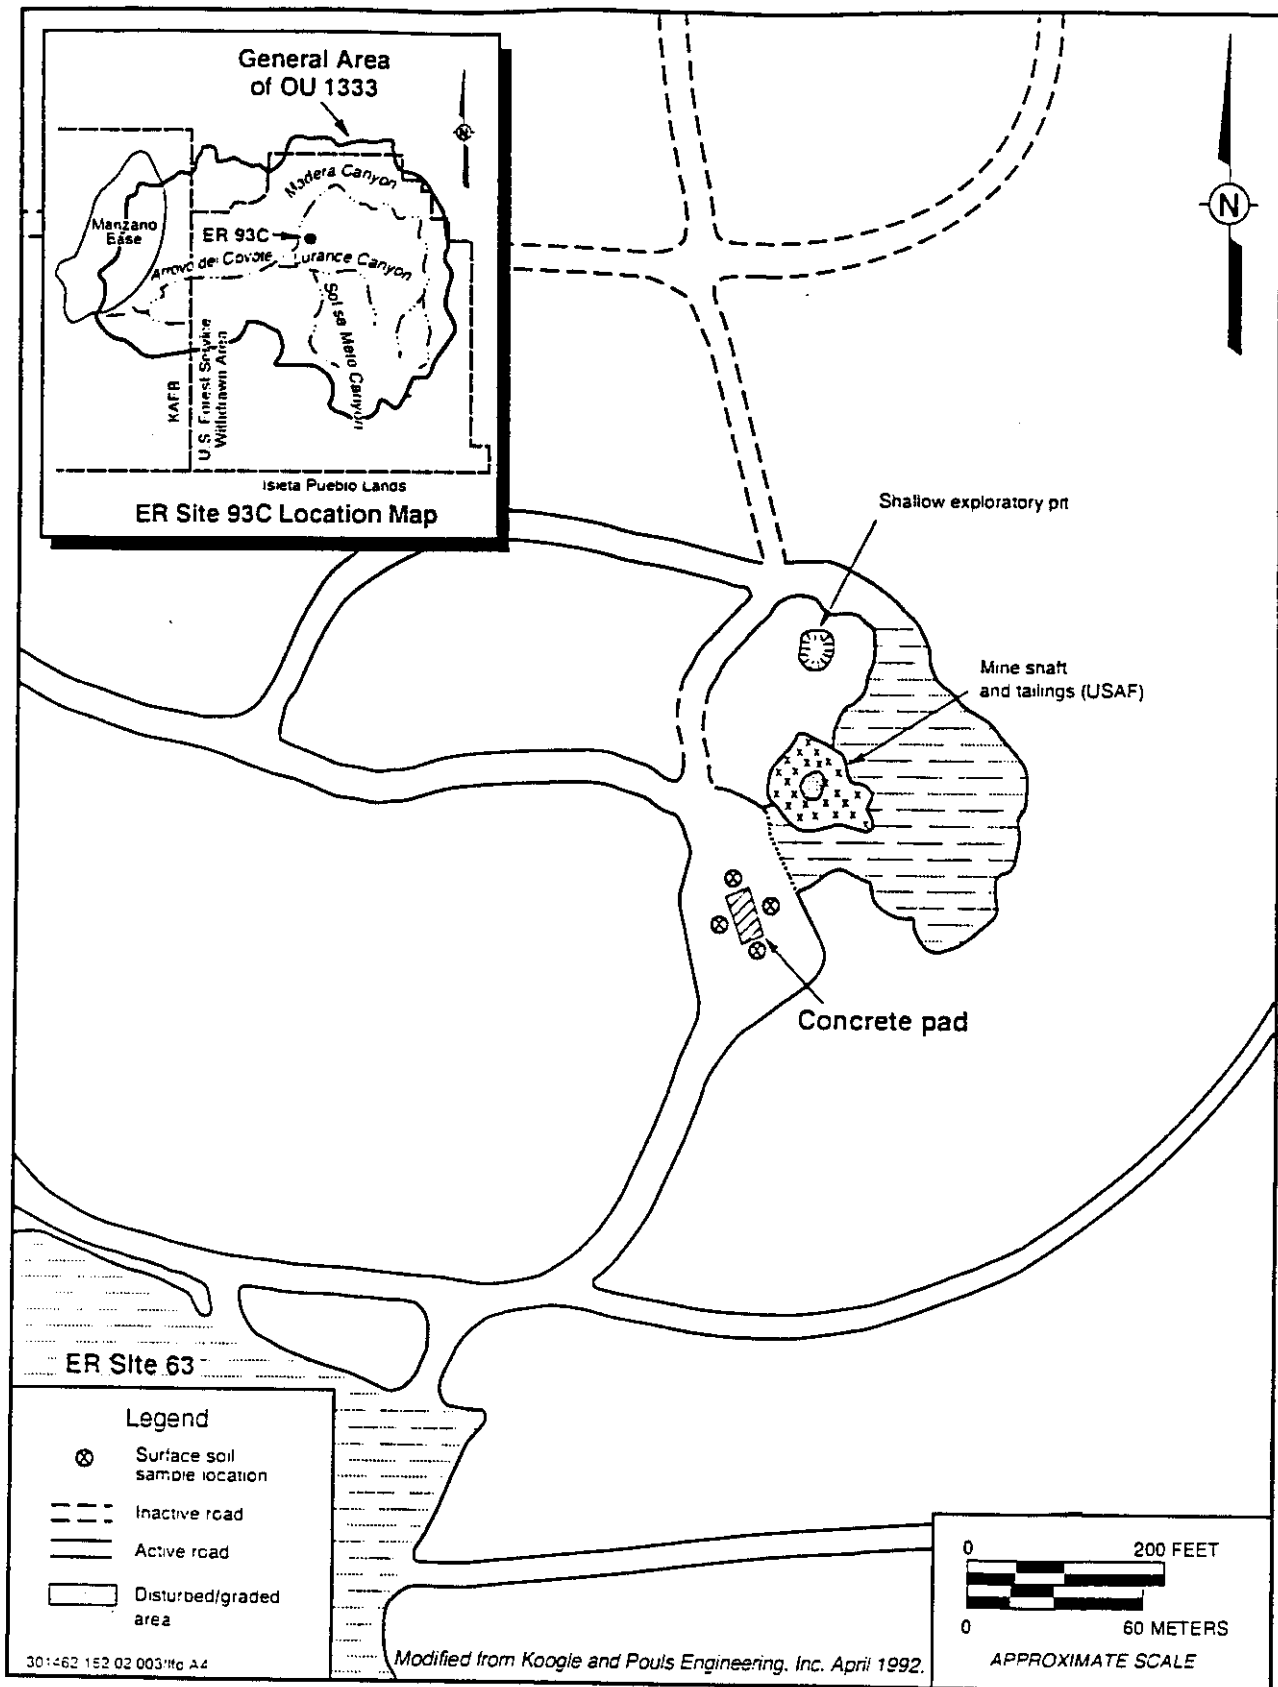 General Area
of OU 1333
N
Madera Canyon
Manzano
Base
ER 93C
Arroyo del Coyote
Lurance Canyon
Sol se Mete Canyon
KAFB
U.S. Forest Service
Withdrawn Area
Isleta Pueblo Lands
ER Site 93C Location Map
N
Shallow exploratory pit
Mine shaft
and tailings (USAF)
Concrete pad
ER Site 63
Legend
Surface soil
sample location
Inactive road
Active road
Disturbed/graded
area
301462 152 02 003
A4
Modified from Koogle and Pouls Engineering, Inc. April 1992.
0 200 FEET
0 60 METERS
APPROXIMATE SCALE